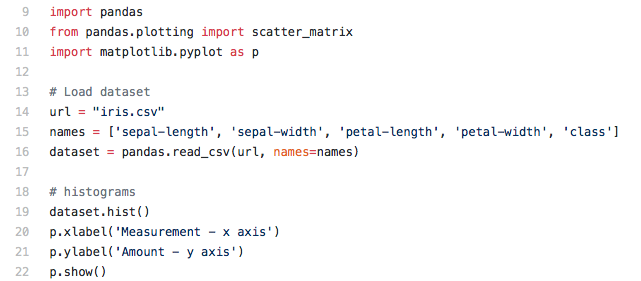 9 import pandas
10 from pandas.plotting import scatter_matrix
11 import matplotlib.pyplot as p
12
13 # Load dataset
14 url = "iris.csv"
15 names = ['sepal-length', 'sepal-width', 'petal-length', 'petal-width', 'class']
16 dataset = pandas.read_csv(url, names=names)
17
18 # histograms
19 dataset.hist()
20 p.xlabel('Measurement - x axis')
21 p.ylabel('Amount - y axis')
22 p.show()